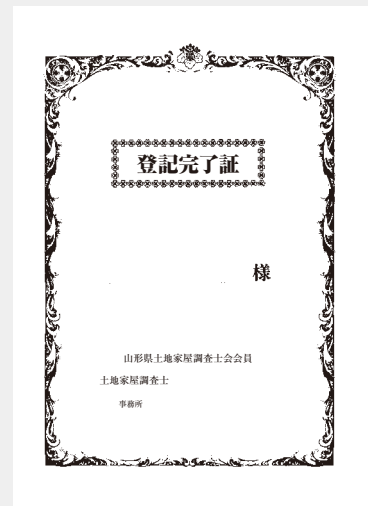 登記完了証
様
山形県土地家屋調査士会会員
土地家屋調査士
事務所